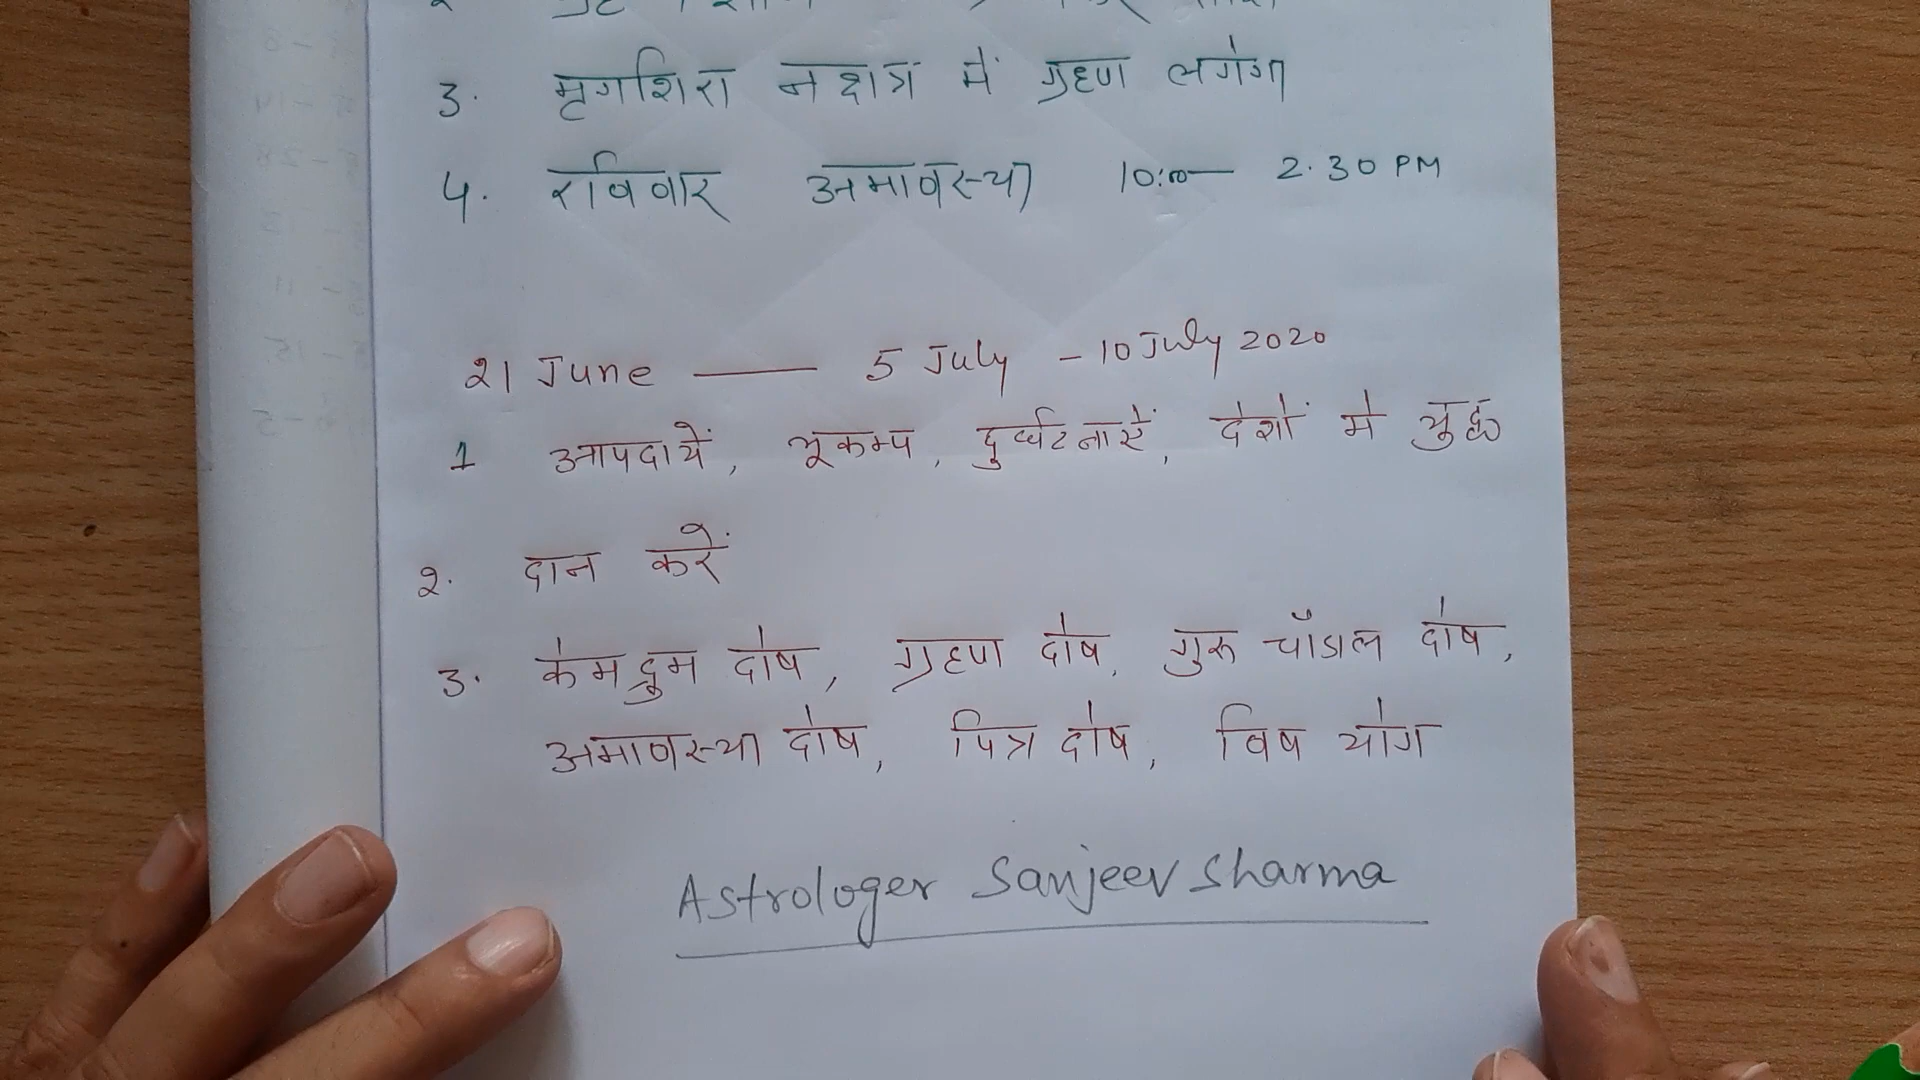 3. मृगशिरा नक्षत्र में ग्रहण लगेगा
4. रविवार अमावस्या 10:00 — 2.30 PM
21 June —— 5 July - 10 July 2020
1 आपदायें, भूकम्प, दुर्घटनाऐं, देशों में युद्ध
2. दान करें
3. केमद्रुम दोष, ग्रहण दोष, गुरू चाँडाल दोष,
अमावस्या दोष, पित्र दोष, विष योग
Astrologer Sanjeev Sharma